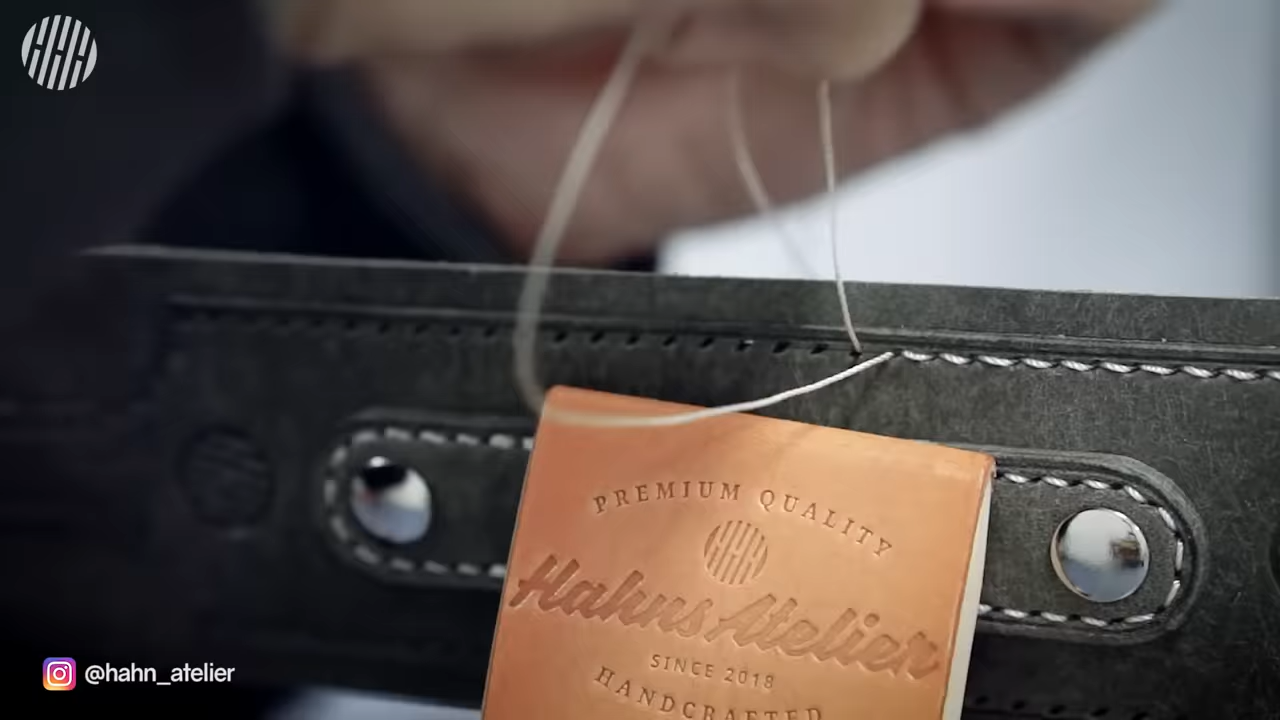 PREMIUM QUALITY
Hahns Atelier
SINCE 2018
HANDCRAFTED
@hahn_atelier